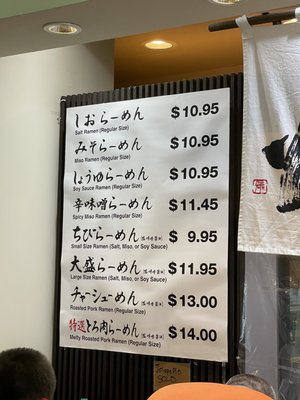 しおらーめん $10.95
Salt Ramen (Regular Size)
みそらーめん $10.95
Miso Ramen (Regular Size)
しょうゆらーめん $10.95
Soy Sauce Ramen (Regular Size)
辛味噌らーめん $11.45
Spicy Miso Ramen (Regular Size)
ちびらーめん $ 9.95
Small Size Ramen (Salt, Miso, or Soy Sauce)
大盛らーめん $11.95
Large Size Ramen (Salt, Miso, or Soy Sauce)
チャーシューめん $13.00
Roasted Pork Ramen (Regular Size)
特選とろ肉らーめん $14.00
Melty Roasted Pork Ramen (Regular Size)
SOLD